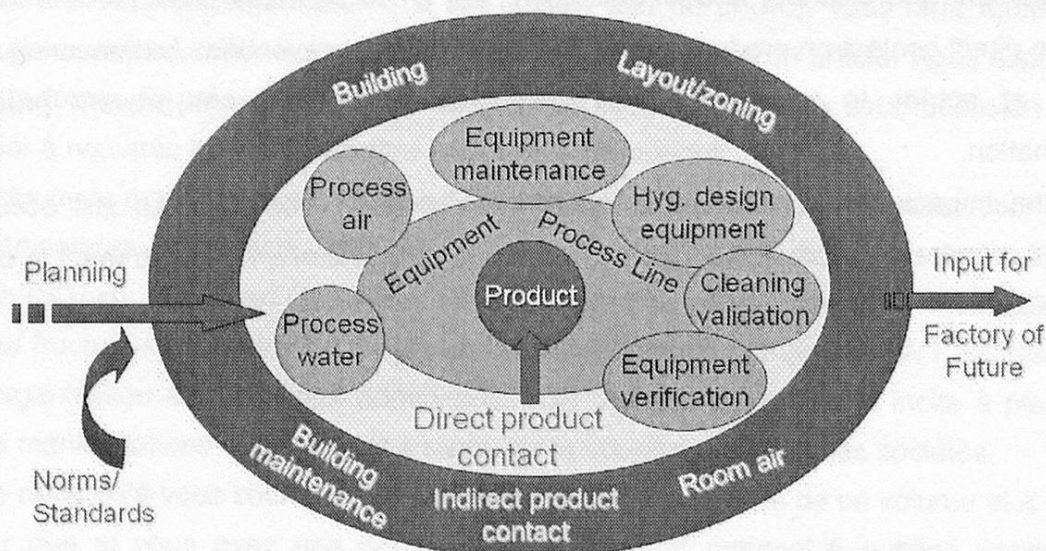 Building
Layout/zoning
Equipment
maintenance
Process
air
Hyg. design
equipment
Equipment
Process Line
Planning
Product
Cleaning
validation
Input for
Factory of
Future
Process
water
Equipment
verification
Direct product
contact
Building
maintenance
Indirect product
contact
Room air
Norms/
Standards